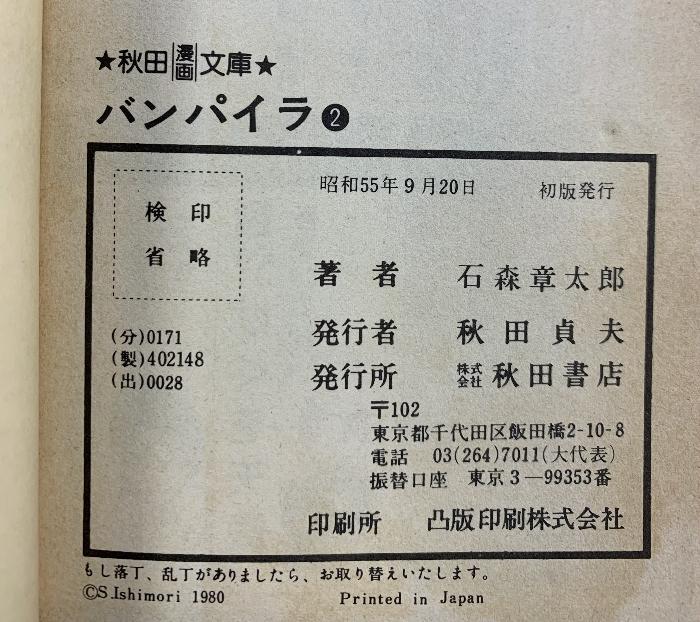 ★秋田漫画文庫★
バンパイラ❷
昭和55年9月20日 初版発行
検印
省略
著者 石森章太郎
(分)0171
発行者 秋田貞夫
(製)402148
(出)0028
発行所 株式会社 秋田書店
〒102
東京都千代田区飯田橋2-10-8
電話 03(264)7011(大代表)
振替口座 東京3―99353番
印刷所 凸版印刷株式会社
もし落丁、乱丁がありましたら、お取り替えいたします。
©S.Ishimori 1980 Printed in Japan